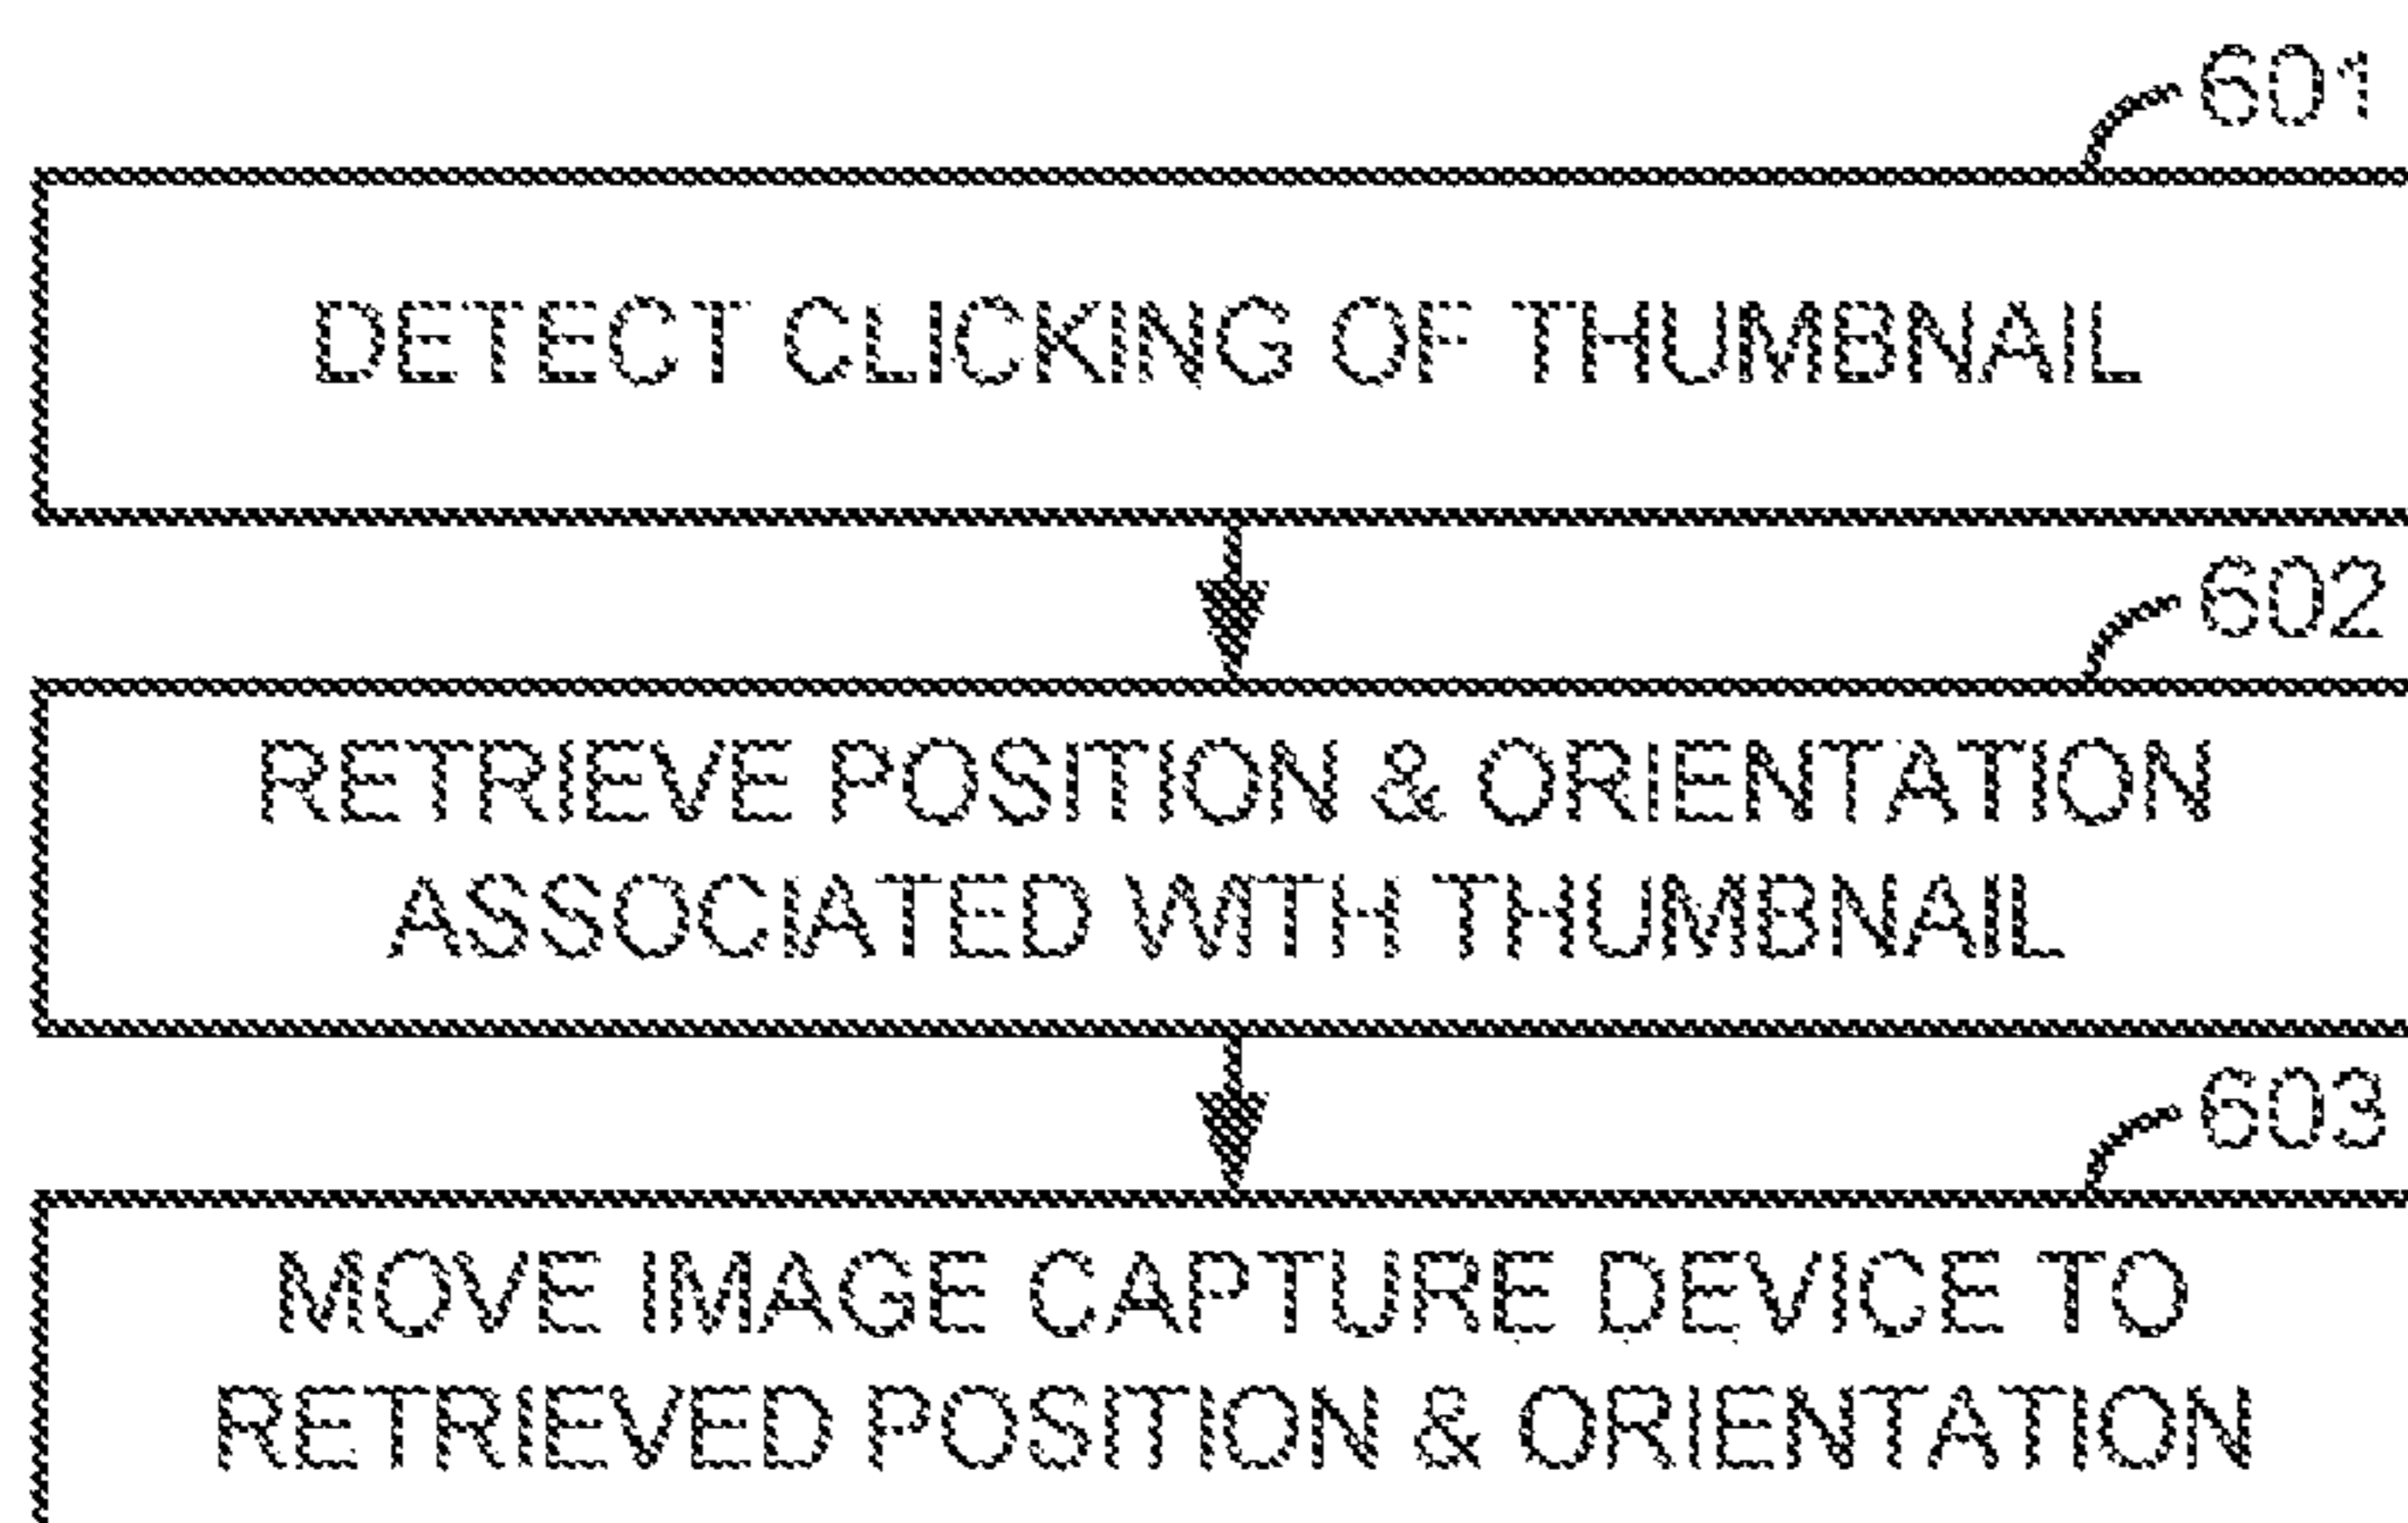 601
DETECT CLICKING OF THUMBNAIL
602
RETRIEVE POSITION & ORIENTATION
ASSOCIATED WITH THUMBNAIL
603
MOVE IMAGE CAPTURE DEVICE TO
RETRIEVED POSITION & ORIENTATION